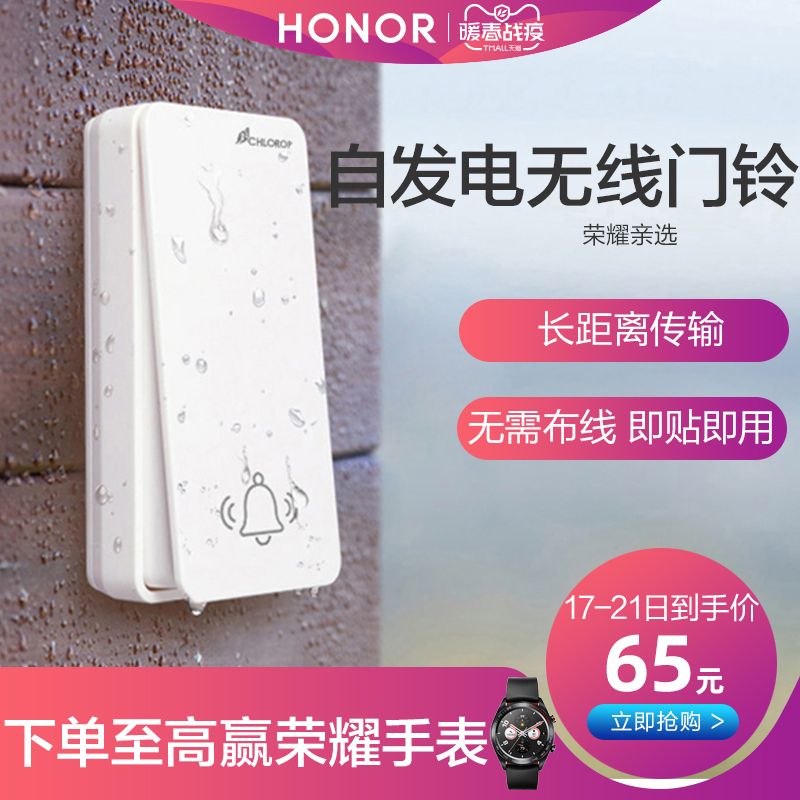 HONOR
暖春战疫
TMALL天猫
CHLOROP
自发电无线门铃
荣耀亲选
长距离传输
无需布线 即贴即用
17-21日到手价
65元
立即抢购 >
下单至高赢荣耀手表